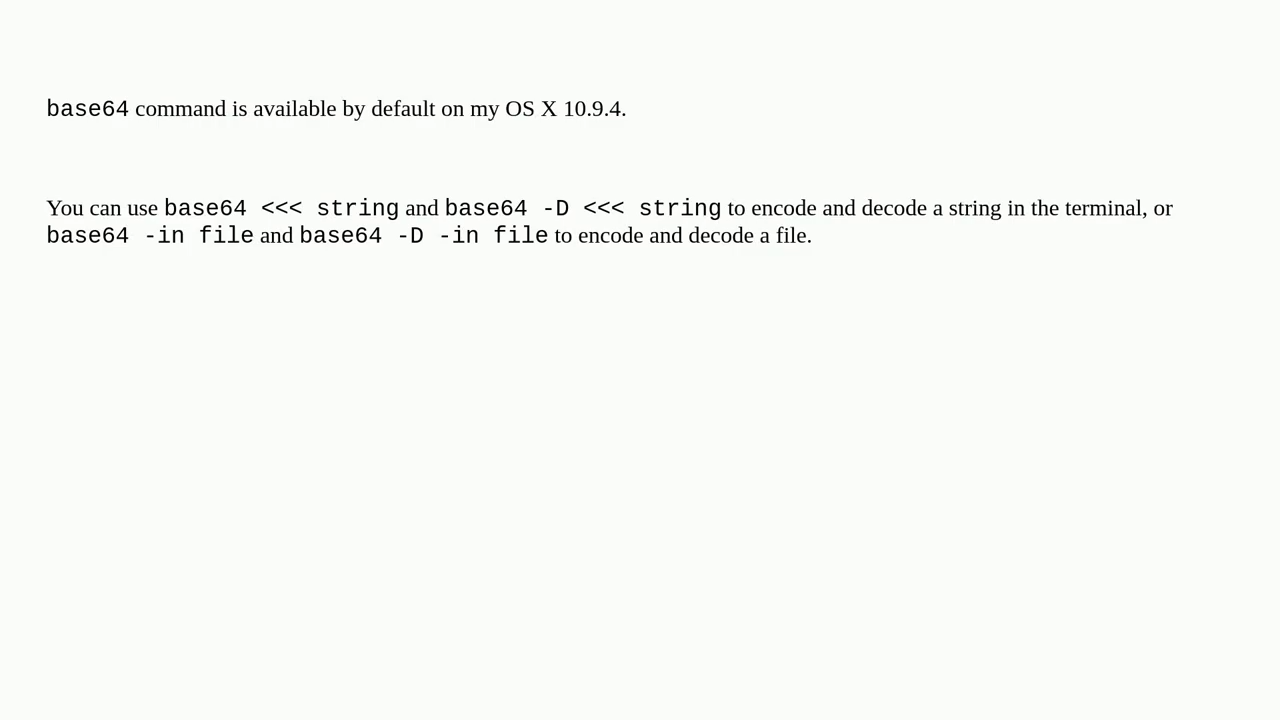 base64 command is available by default on my OS X 10.9.4.
You can use base64 <<< string and base64 -D <<< string to encode and decode a string in the terminal, or
base64 -in file and base64 -D -in file to encode and decode a file.